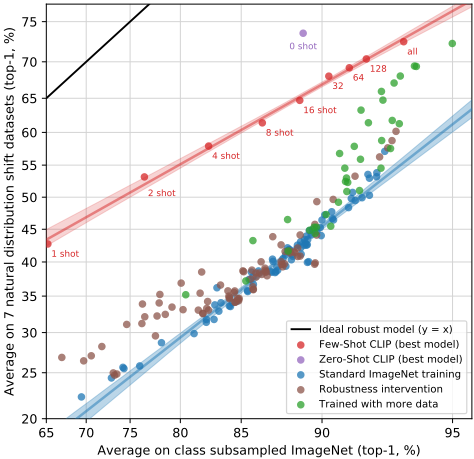 Average on 7 natural distribution shift datasets (top-1, %)
75
70
65
60
55
50
45
40
35
30
25
20
0 shot
all
128
64
32
16 shot
8 shot
4 shot
2 shot
1 shot
Ideal robust model (y = x)
Few-Shot CLIP (best model)
Zero-Shot CLIP (best model)
Standard ImageNet training
Robustness intervention
Trained with more data
65
70
75
80
85
90
95
Average on class subsampled ImageNet (top-1, %)